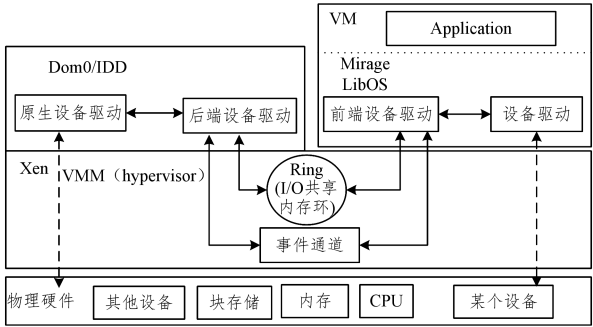 VM
Application
Dom0/IDD
Mirage
LibOS
原生设备驱动
后端设备驱动
前端设备驱动
设备驱动
Xen
VMM（hypervisor）
Ring
(I/O共享
内存环)
事件通道
物理硬件
其他设备
块存储
内存
CPU
某个设备